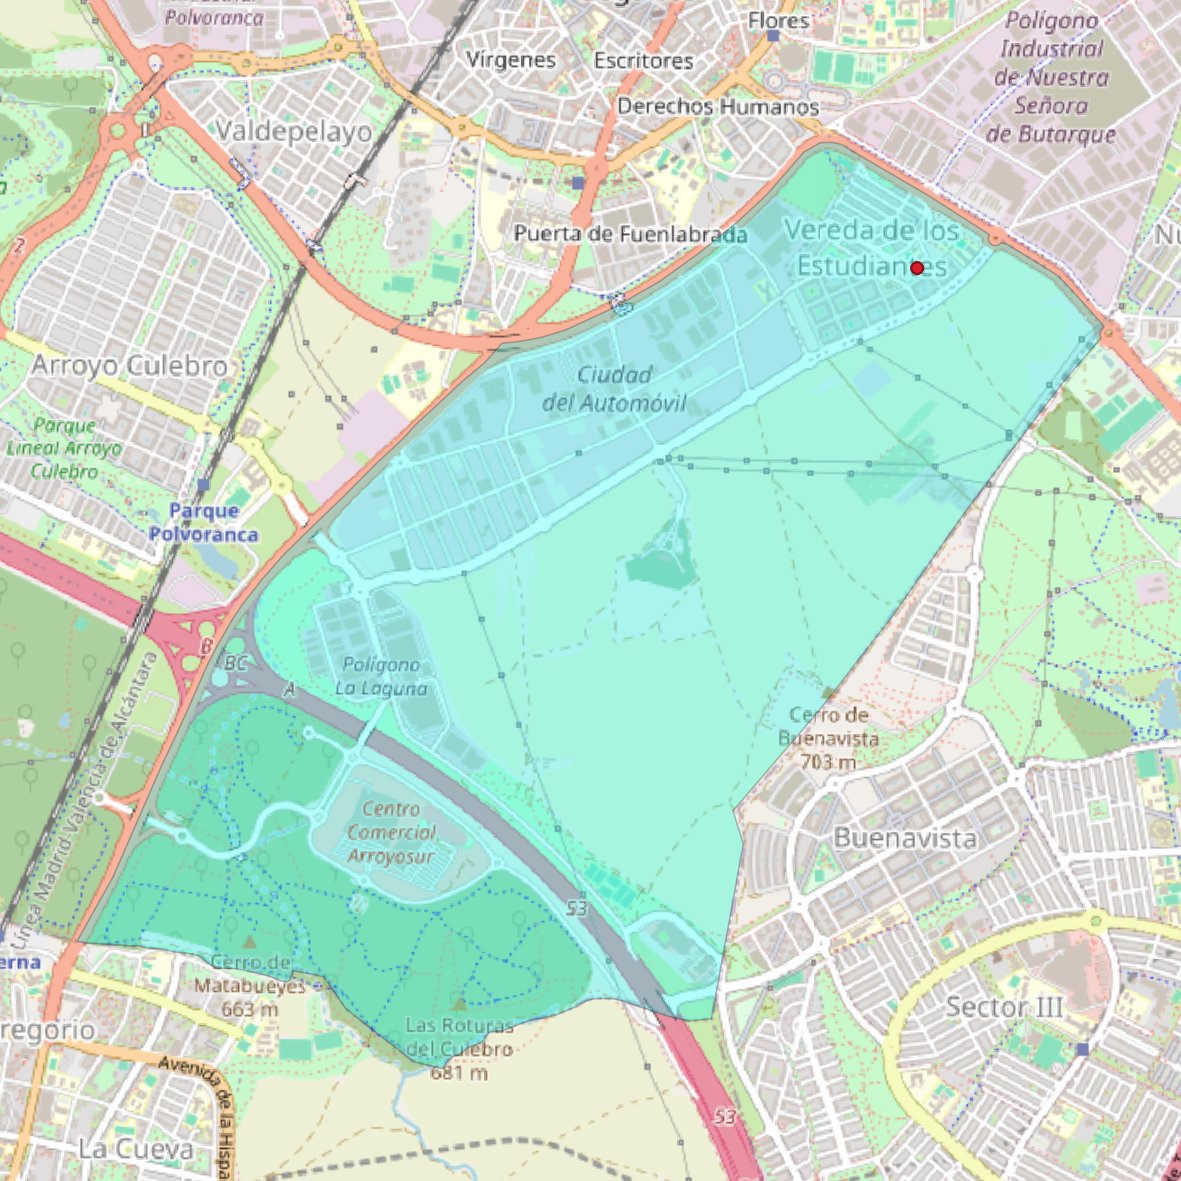 Polvoranca
Flores
Vírgenes
Escritores
Polígono
Industrial
de Nuestra
Señora
de Butarque
Derechos Humanos
Valdepelayo
Puerta de Fuenlabrada
Vereda de los
Estudiantes
2
Arroyo Culebro
Ciudad
del Automóvil
Parque
Lineal Arroyo
Culebro
Parque
Polvoranca
B
BC
A
Polígono
La Laguna
Línea Madrid Valencia de Alcántara
Cerro de
Buenavista
703 m
Centro
Comercial
Arroyosur
Buenavista
53
erna
Cerro de
Matabueyes
663 m
Las Roturas
del Culebro
681 m
Sector III
regorio
Avenida de la Hispa
53
La Cueva